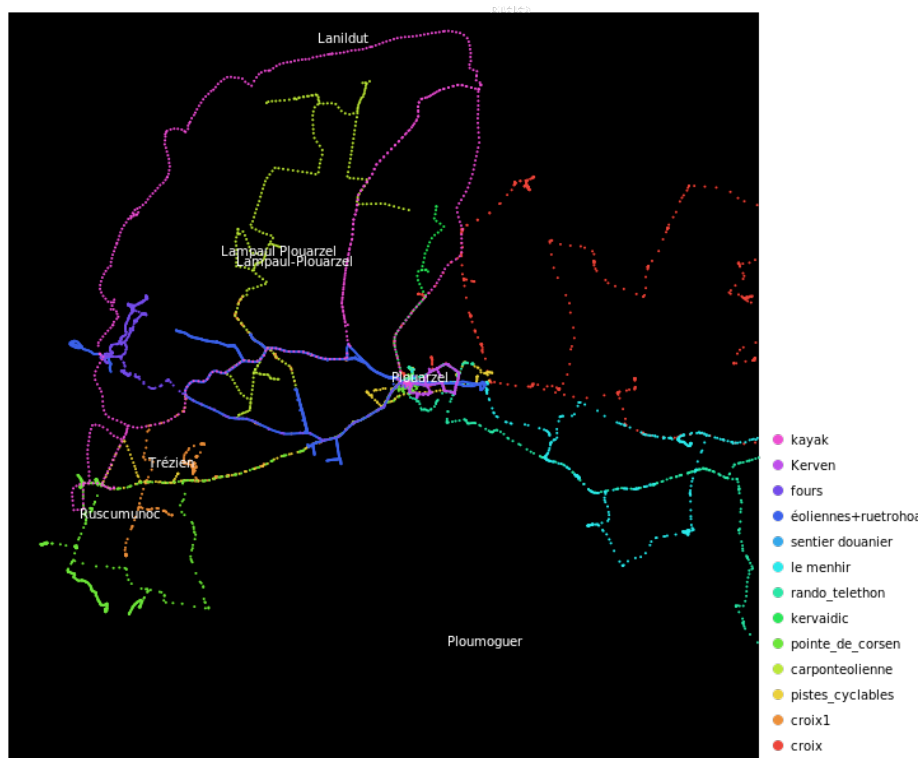 Lanildut
Lampaul Plouarzel
Lampaul-Plouarzel
Plouarzel
Trézien
Ruscumunoc
Ploumoguer
kayak
Kerven
fours
éoliennes+ruetrohoa
sentier douanier
le menhir
rando_telethon
kervaidic
pointe_de_corsen
carponteolienne
pistes_cyclables
croix1
croix